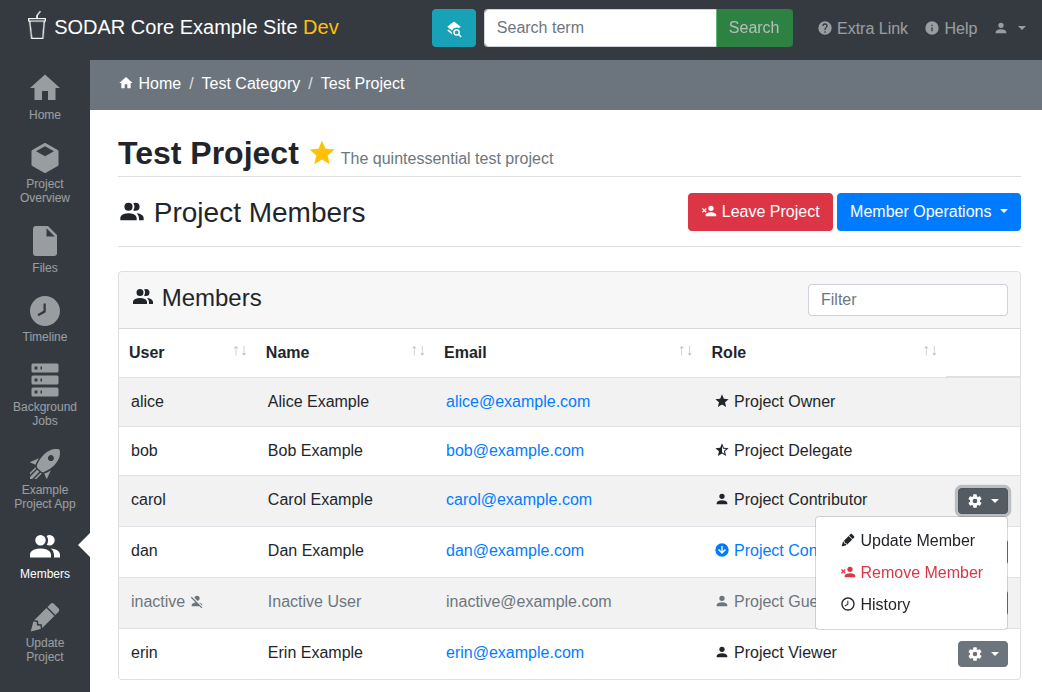 SODAR Core Example Site Dev
Search term
Search
Extra Link
Help
Home
Project
Overview
Files
Timeline
Background
Jobs
Example
Project App
Members
Update
Project
Home / Test Category / Test Project
Test Project The quintessential test project
Project Members
Leave Project
Member Operations
Members
Filter
User Name Email Role
alice Alice Example alice@example.com Project Owner
bob Bob Example bob@example.com Project Delegate
carol Carol Example carol@example.com Project Contributor
dan Dan Example dan@example.com Project
inactive Inactive User inactive@example.com Project
erin Erin Example erin@example.com Project Viewer
Update Member
Remove Member
History